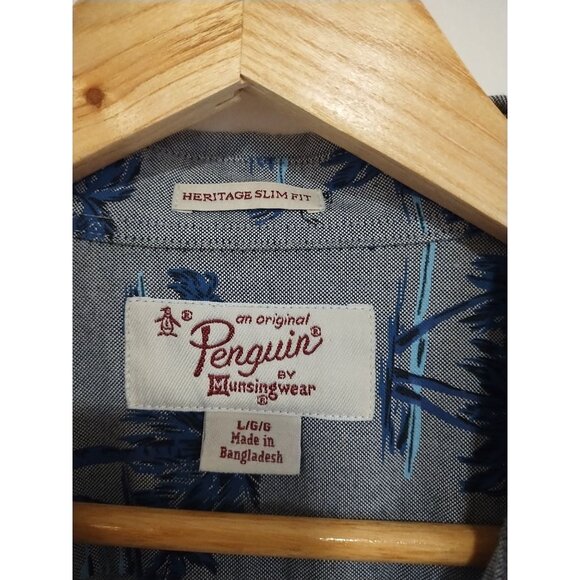 HERITAGE SLIM FIT
®
an original
Penguin®
BY
Munsingwear®
L/G/G
Made in
Bangladesh